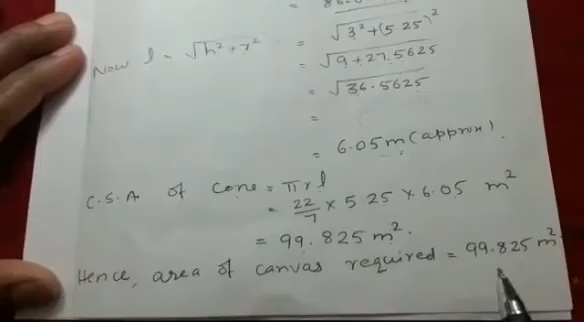 Now l = √h² + r² = √3² + (5.25)²
= √9 + 27.5625
= √36.5625
=
= 6.05 m (approx).
C.S.A of cone = πrl
= 22/7 × 5.25 × 6.05 m²
= 99.825 m².
Hence, area of canvas required = 99.825 m².